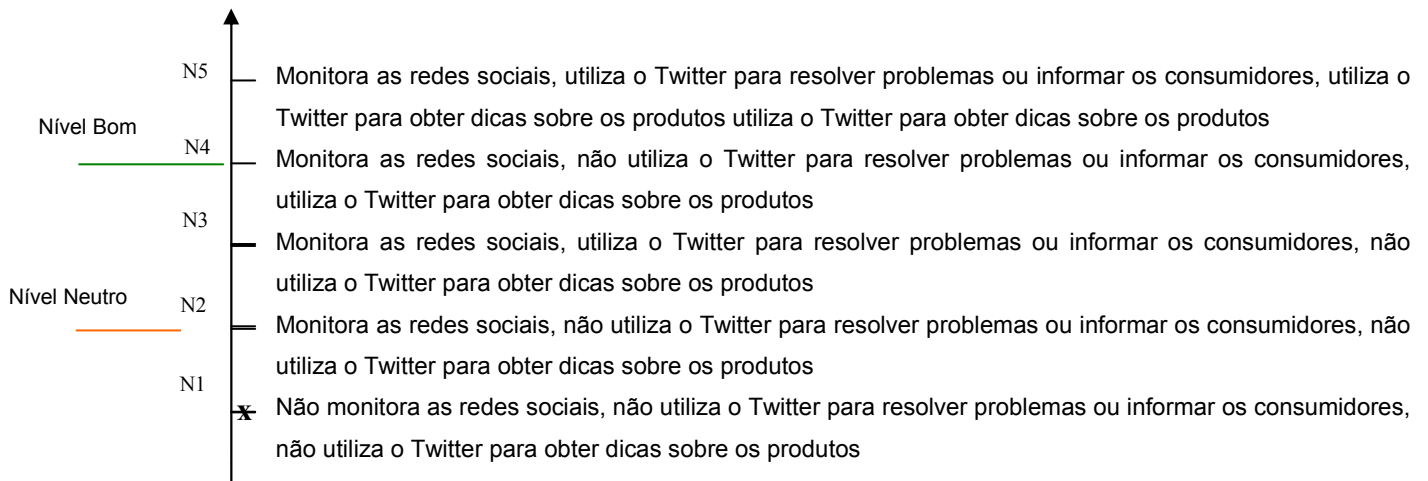 N5
Monitora as redes sociais, utiliza o Twitter para resolver problemas ou informar os consumidores, utiliza o
Twitter para obter dicas sobre os produtos utiliza o Twitter para obter dicas sobre os produtos
Nível Bom
N4
Monitora as redes sociais, não utiliza o Twitter para resolver problemas ou informar os consumidores,
utiliza o Twitter para obter dicas sobre os produtos
N3
Monitora as redes sociais, utiliza o Twitter para resolver problemas ou informar os consumidores, não
utiliza o Twitter para obter dicas sobre os produtos
Nível Neutro
N2
Monitora as redes sociais, não utiliza o Twitter para resolver problemas ou informar os consumidores, não
utiliza o Twitter para obter dicas sobre os produtos
N1
x
Não monitora as redes sociais, não utiliza o Twitter para resolver problemas ou informar os consumidores,
não utiliza o Twitter para obter dicas sobre os produtos